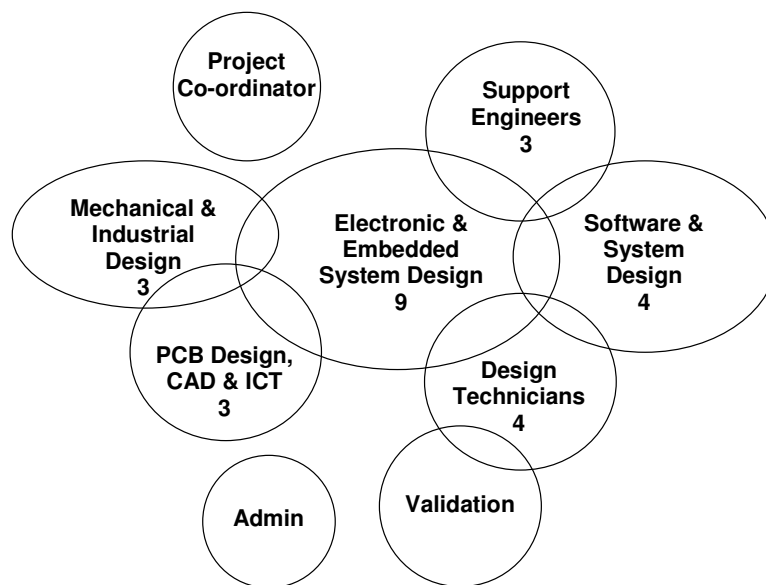 Project
Co-ordinator
Support
Engineers
3
Mechanical &
Industrial
Design
3
Electronic &
Embedded
System Design
9
Software &
System
Design
4
PCB Design,
CAD & ICT
3
Design
Technicians
4
Admin
Validation